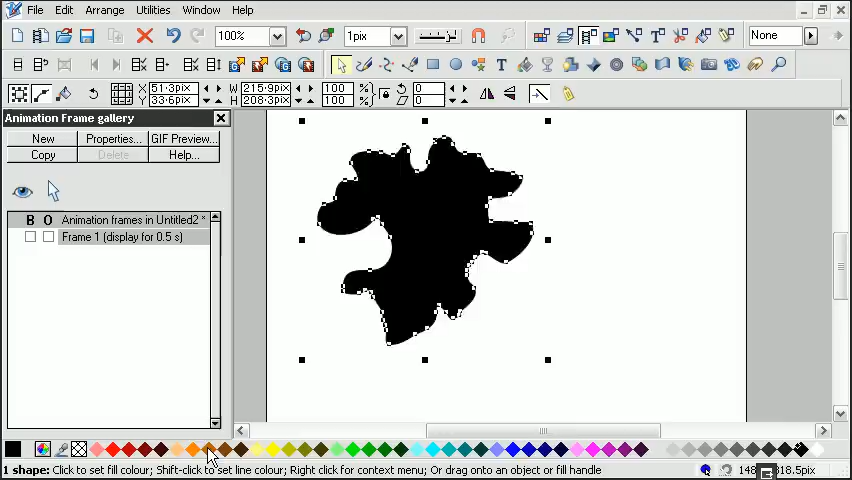 File Edit Arrange Utilities Window Help
100% 1pix None
X 51·3pix W 215·9pix 100 % 0
Y 33·6pix H 208·3pix 100 % 0
Animation Frame gallery
New Properties... GIF Preview...
Copy Delete Help...
B O Animation frames in Untitled2 *
Frame 1 (display for 0.5 s)
1 shape: Click to set fill colour; Shift-click to set line colour; Right click for context menu; Or drag onto an object or fill handle